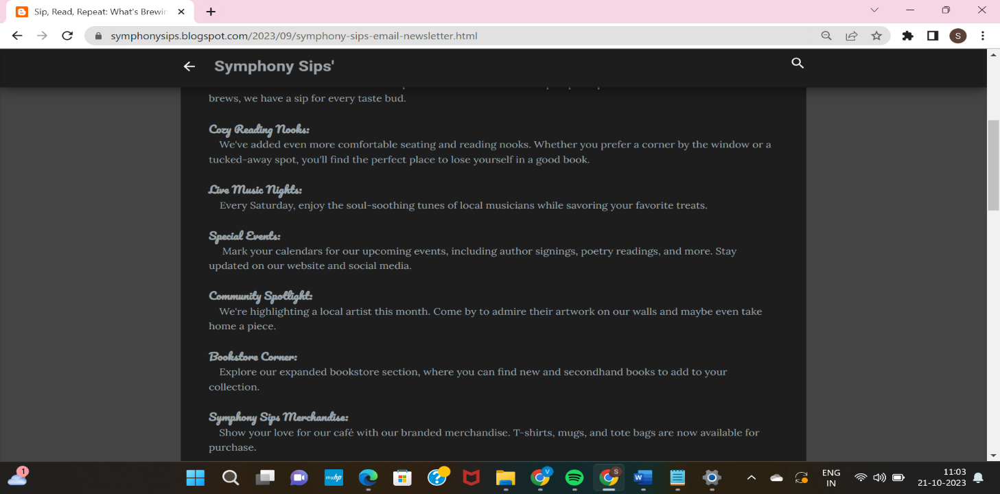 Sip, Read, Repeat: What's Brewin
symphonysips.blogspot.com/2023/09/symphony-sips-email-newsletter.html
S
Symphony Sips'
brews, we have a sip for every taste bud.
Cozy Reading Nooks:
We've added even more comfortable seating and reading nooks. Whether you prefer a corner by the window or a
tucked-away spot, you'll find the perfect place to lose yourself in a good book.
Live Music Nights:
Every Saturday, enjoy the soul-soothing tunes of local musicians while savoring your favorite treats.
Special Events:
Mark your calendars for our upcoming events, including author signings, poetry readings, and more. Stay
updated on our website and social media.
Community Spotlight:
We're highlighting a local artist this month. Come by to admire their artwork on our walls and maybe even take
home a piece.
Bookstore Corner:
Explore our expanded bookstore section, where you can find new and secondhand books to add to your
collection.
Symphony Sips Merchandise:
Show your love for our café with our branded merchandise. T-shirts, mugs, and tote bags are now available for
purchase.
1
myhp
?
V
S
W
ENG
IN
11:03
21-10-2023